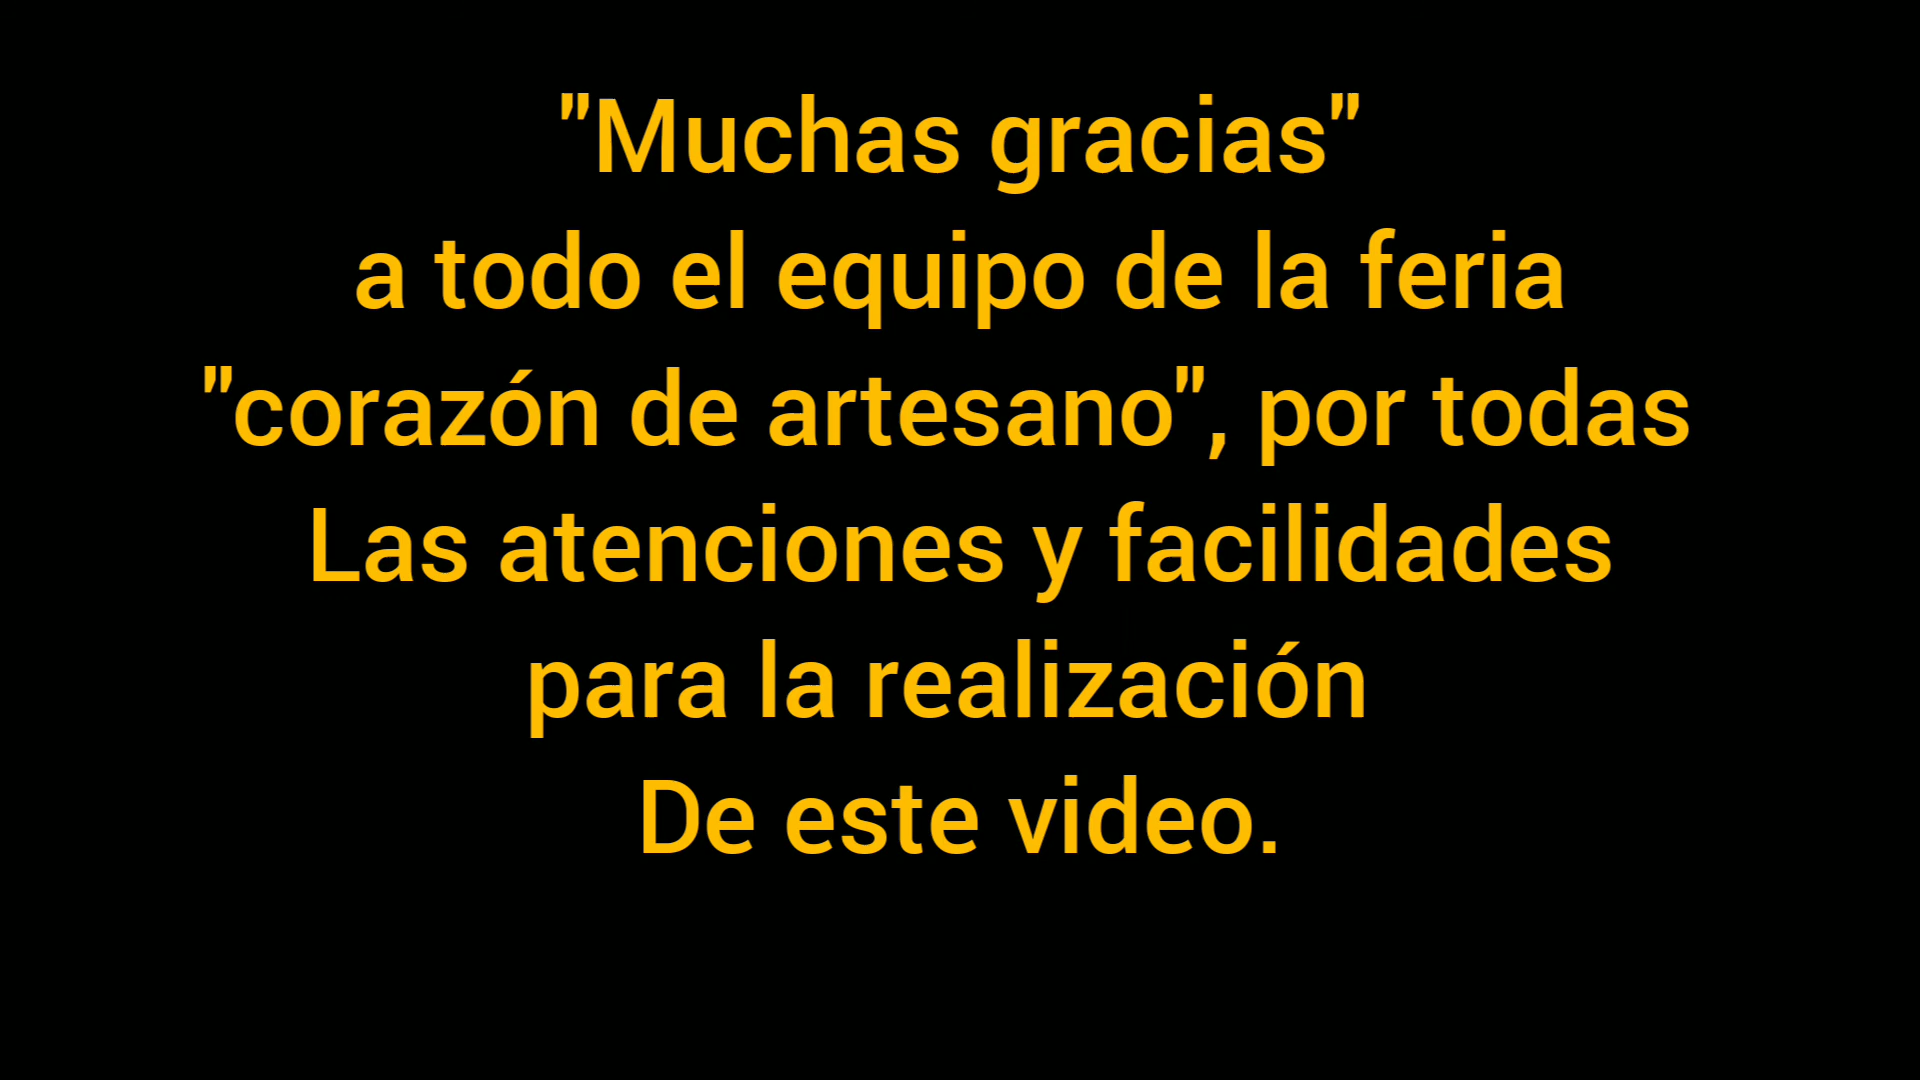 "Muchas gracias"
a todo el equipo de la feria
"corazón de artesano", por todas
Las atenciones y facilidades
para la realización
De este video.